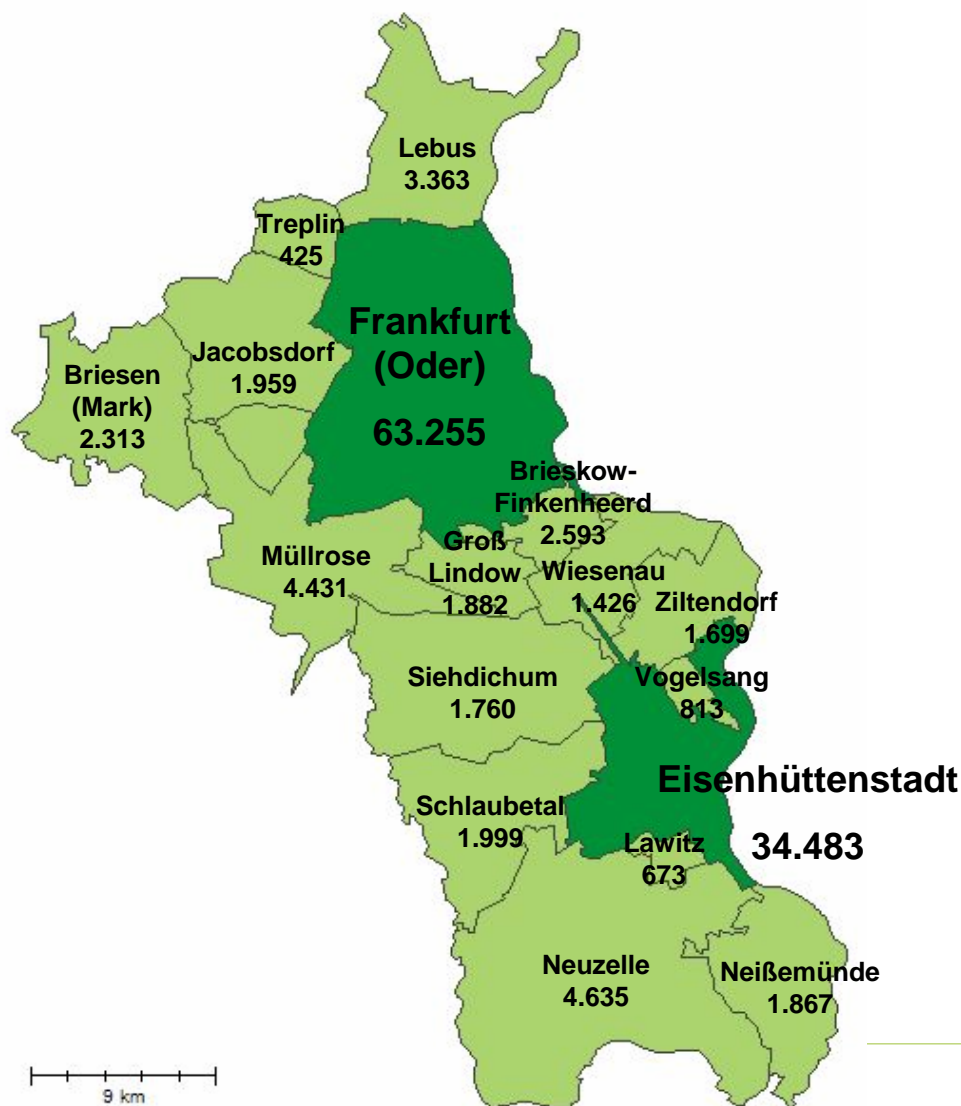 Lebus
3.363
Treplin
425
Frankfurt
(Oder)
63.255
Jacobsdorf
1.959
Briesen
(Mark)
2.313
Brieskow-
Finkenheerd
2.593
Müllrose
4.431
Groß
Lindow
1.882
Wiesenau
1.426
Ziltendorf
1.699
Siehdichum
1.760
Vogelsang
813
Eisenhüttenstadt
34.483
Schlaubetal
1.999
Lawitz
673
Neuzelle
4.635
Neißemünde
1.867
9 km